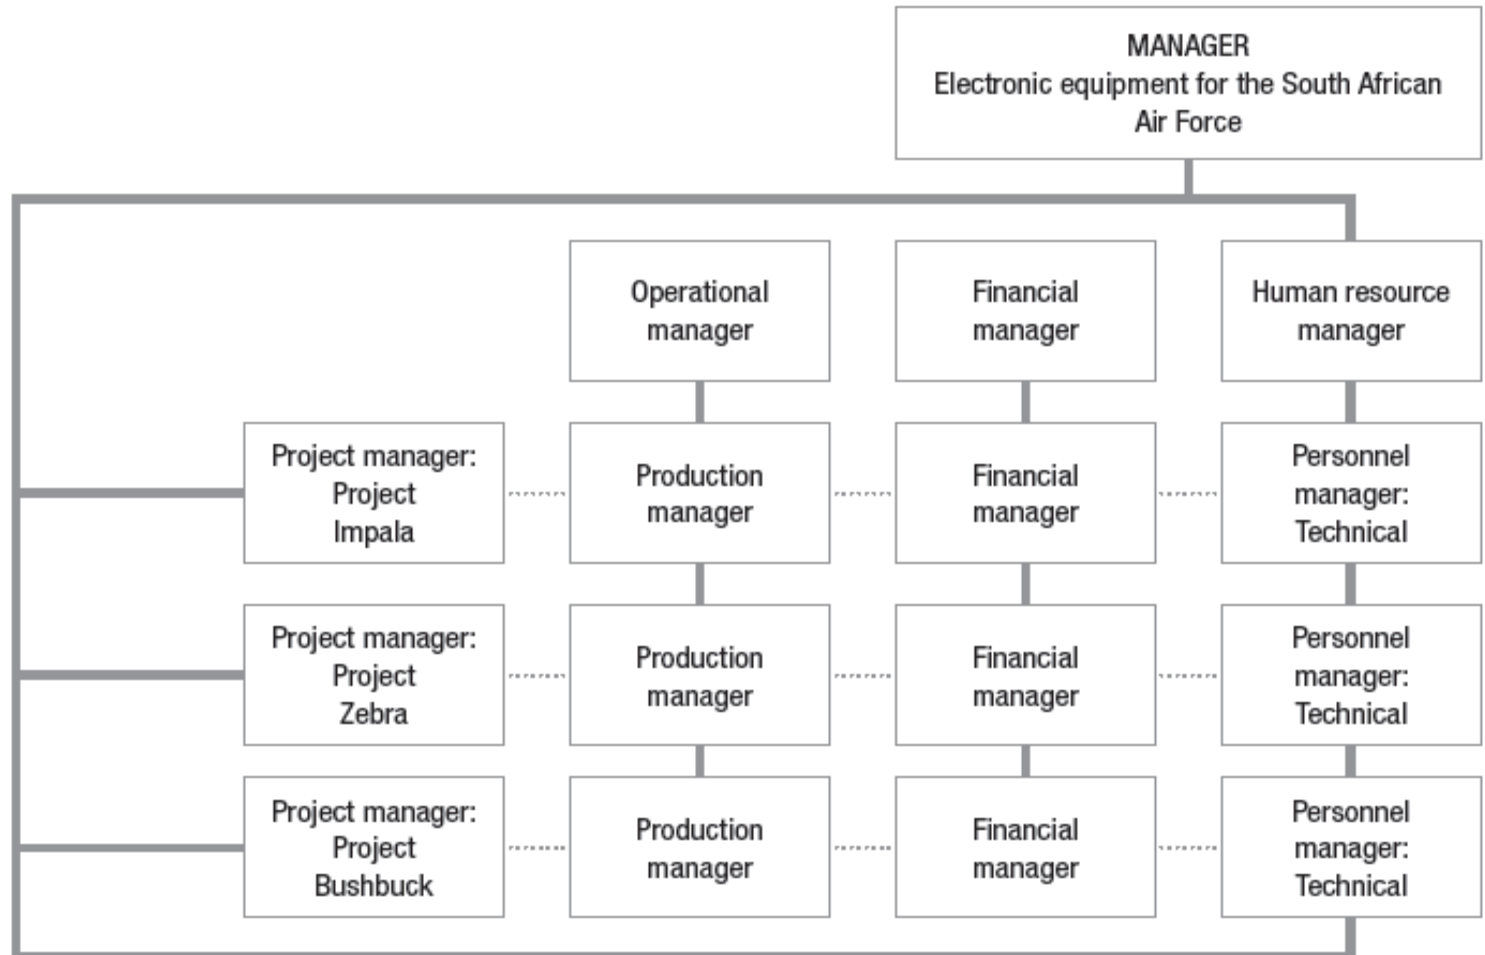 MANAGER
Electronic equipment for the South African
Air Force
Operational
manager
Financial
manager
Human resource
manager
Project manager:
Project
Impala
Production
manager
Financial
manager
Personnel
manager:
Technical
Project manager:
Project
Zebra
Production
manager
Financial
manager
Personnel
manager:
Technical
Project manager:
Project
Bushbuck
Production
manager
Financial
manager
Personnel
manager:
Technical